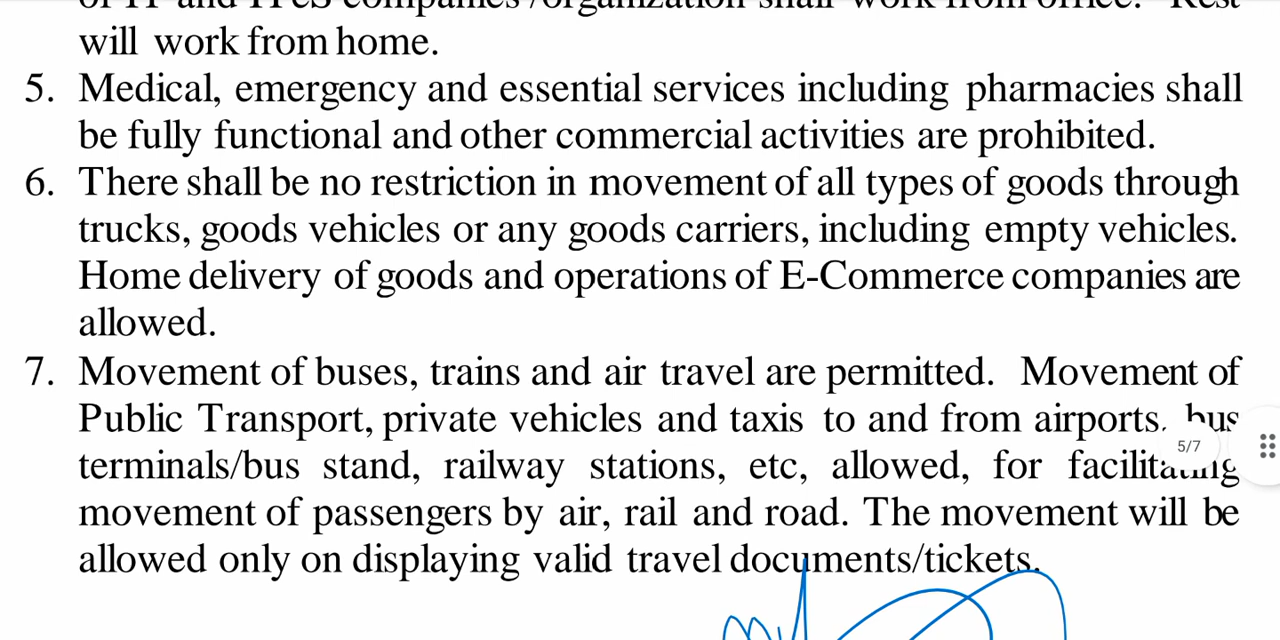 will work from home.
5. Medical, emergency and essential services including pharmacies shall
be fully functional and other commercial activities are prohibited.
6. There shall be no restriction in movement of all types of goods through
trucks, goods vehicles or any goods carriers, including empty vehicles.
Home delivery of goods and operations of E-Commerce companies are
allowed.
7. Movement of buses, trains and air travel are permitted. Movement of
Public Transport, private vehicles and taxis to and from airports, bus
5/7
terminals/bus stand, railway stations, etc, allowed, for facilitating
movement of passengers by air, rail and road. The movement will be
allowed only on displaying valid travel documents/tickets.